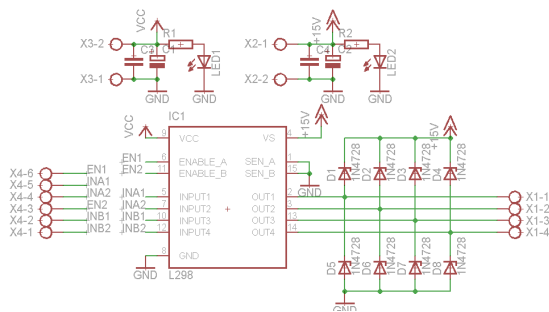 VCC
R1
X3-2
C3
C1
LED1
X3-1
GND
GND
+15V
R2
X2-1
C4
C2
LED2
X2-2
GND
GND
IC1
VCC
9
VCC
VS
4
+15V
+15V
X4-6
EN1
EN1
6
ENABLE_A
SEN_A
1
X4-5
INA1
EN2
11
ENABLE_B
SEN_B
15
GND
D1
1N4728
D2
1N4728
D3
1N4728
D4
1N4728
X4-4
INA2
INA1
5
INPUT1
OUT1
2
X1-1
X4-3
EN2
INA2
7
INPUT2
OUT2
3
X1-2
X4-2
INB1
INB1
10
INPUT3
OUT3
13
X1-3
X4-1
INB2
INB2
12
INPUT4
OUT4
14
X1-4
8
GND
GND
L298
D5
1N4728
D6
1N4728
D7
1N4728
D8
1N4728
GND